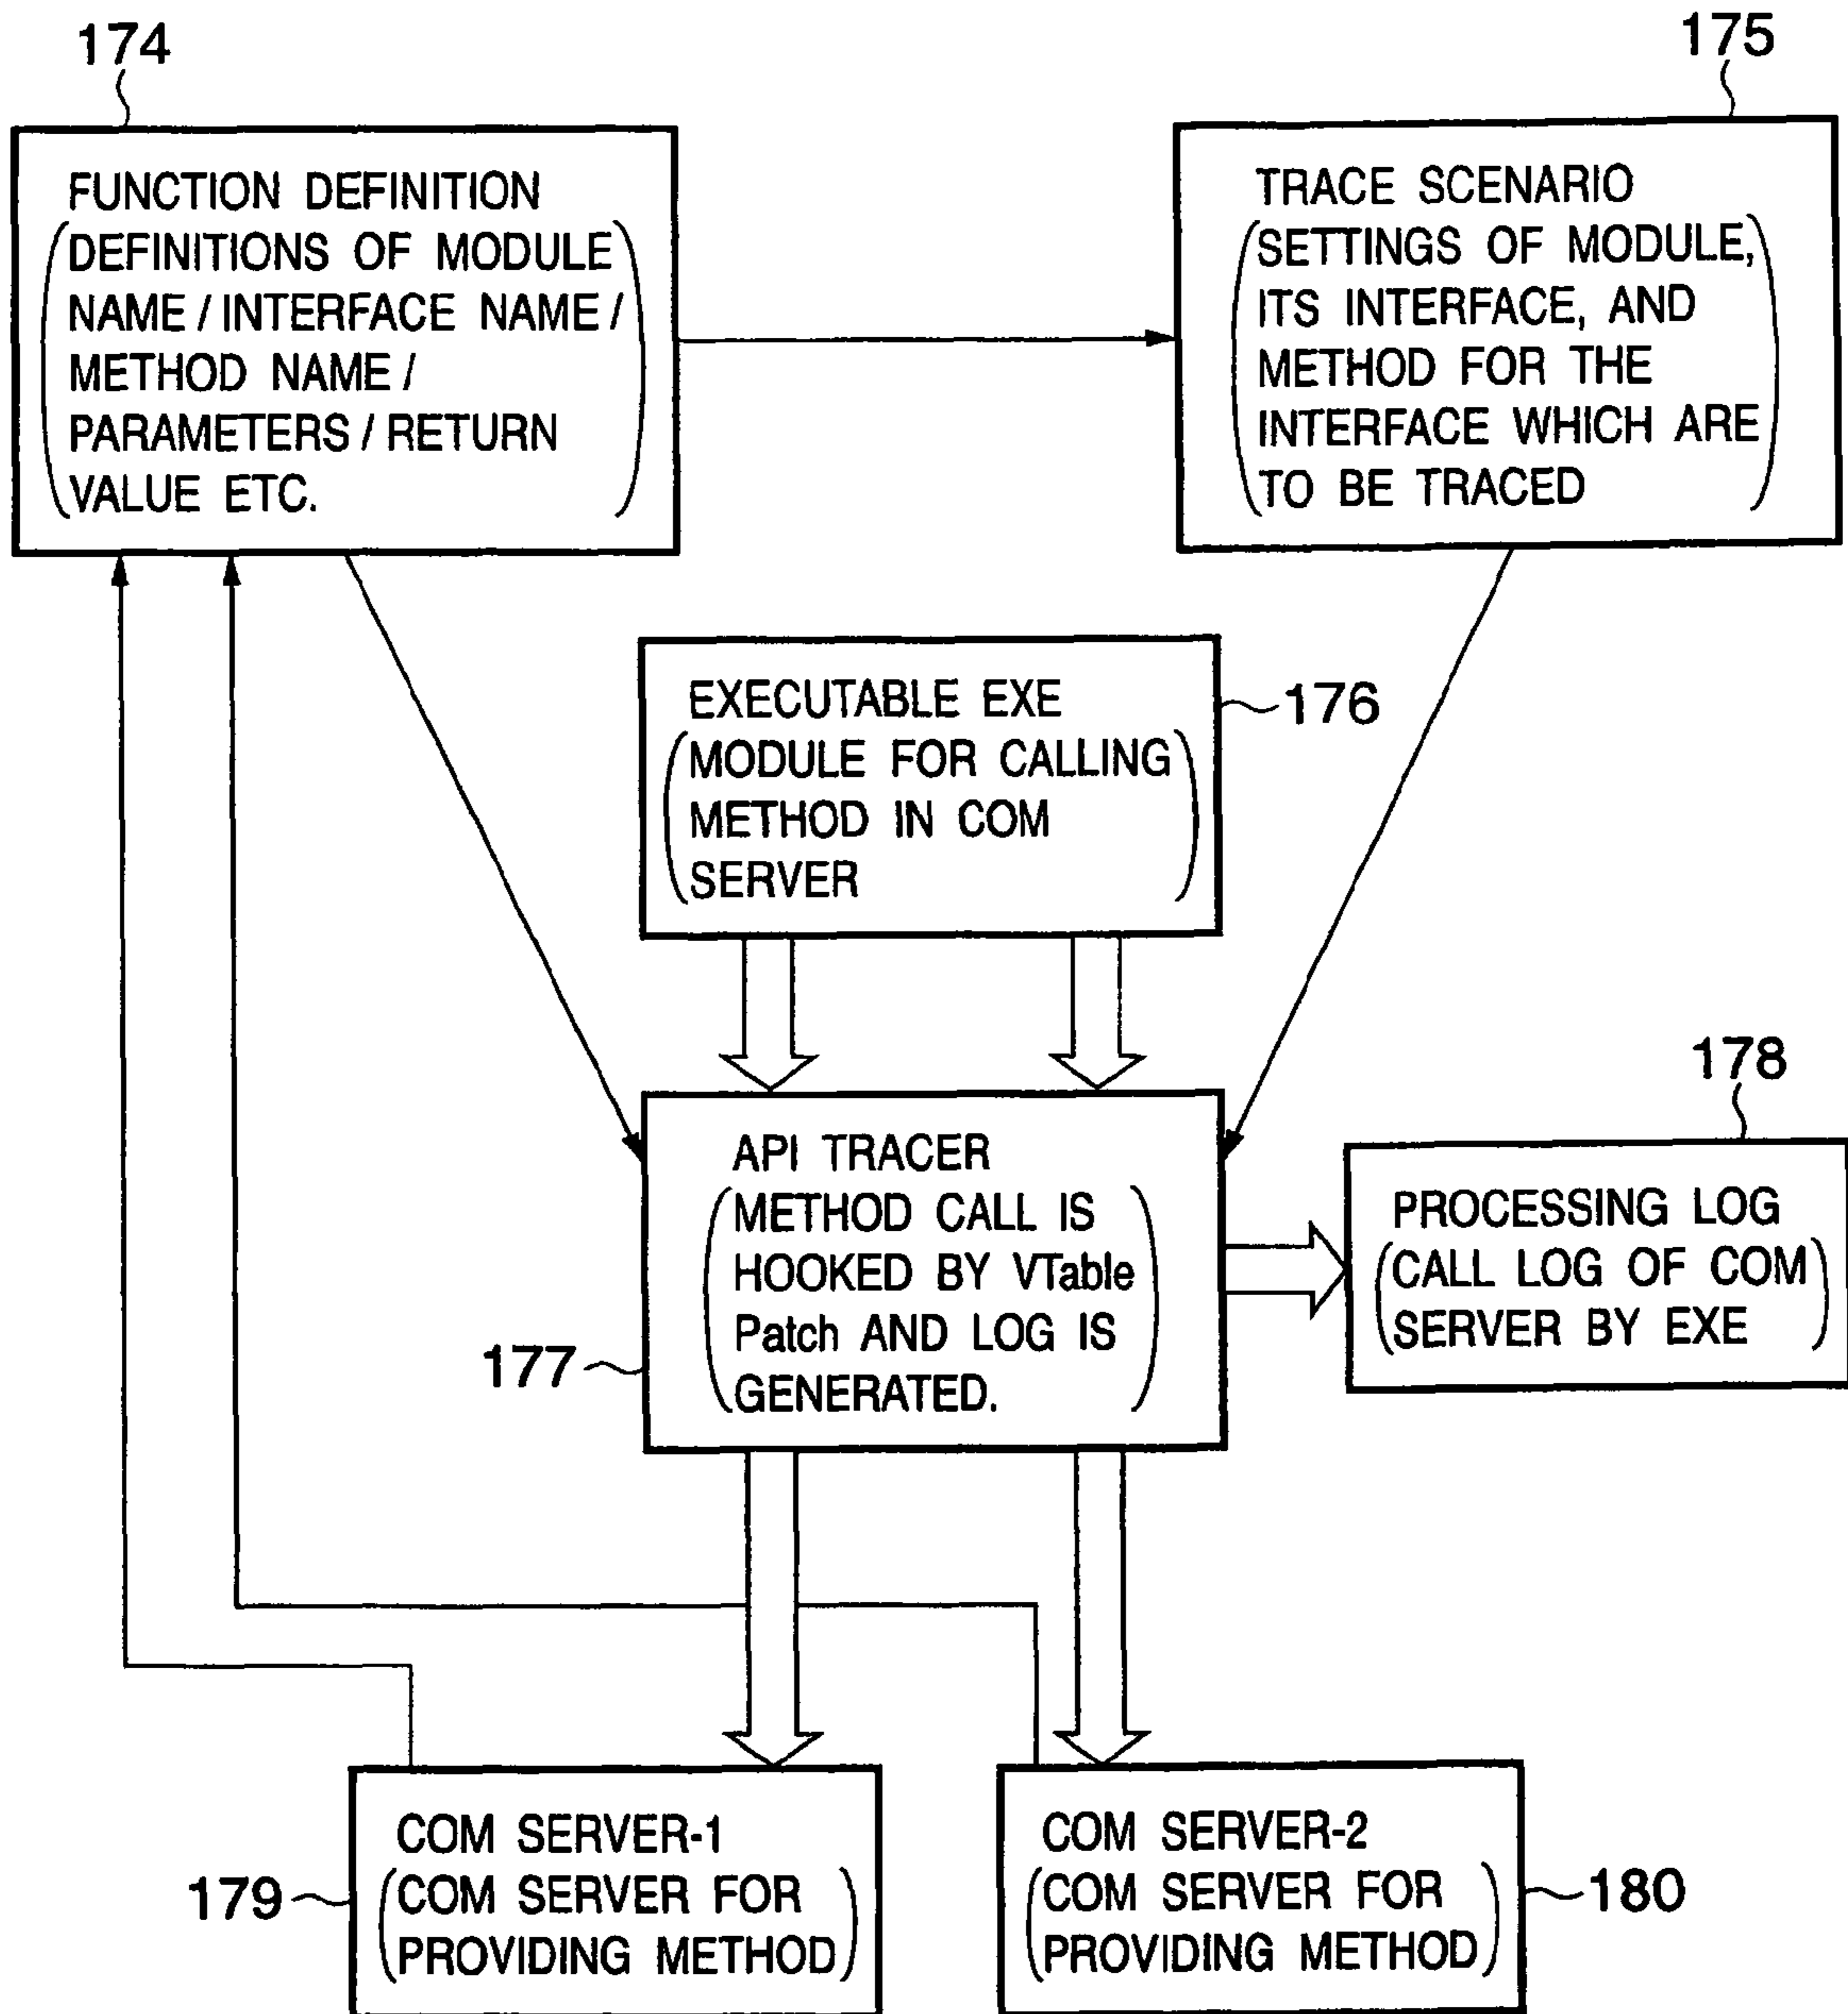 174
175
FUNCTION DEFINITION
DEFINITIONS OF MODULE
NAME / INTERFACE NAME /
METHOD NAME /
PARAMETERS / RETURN
VALUE ETC.
TRACE SCENARIO
SETTINGS OF MODULE,
ITS INTERFACE, AND
METHOD FOR THE
INTERFACE WHICH ARE
TO BE TRACED
EXECUTABLE EXE
MODULE FOR CALLING
METHOD IN COM
SERVER
176
API TRACER
METHOD CALL IS
HOOKED BY VTable
Patch AND LOG IS
GENERATED.
177
178
PROCESSING LOG
CALL LOG OF COM
SERVER BY EXE
COM SERVER-1
COM SERVER FOR
PROVIDING METHOD
179
COM SERVER-2
COM SERVER FOR
PROVIDING METHOD
180